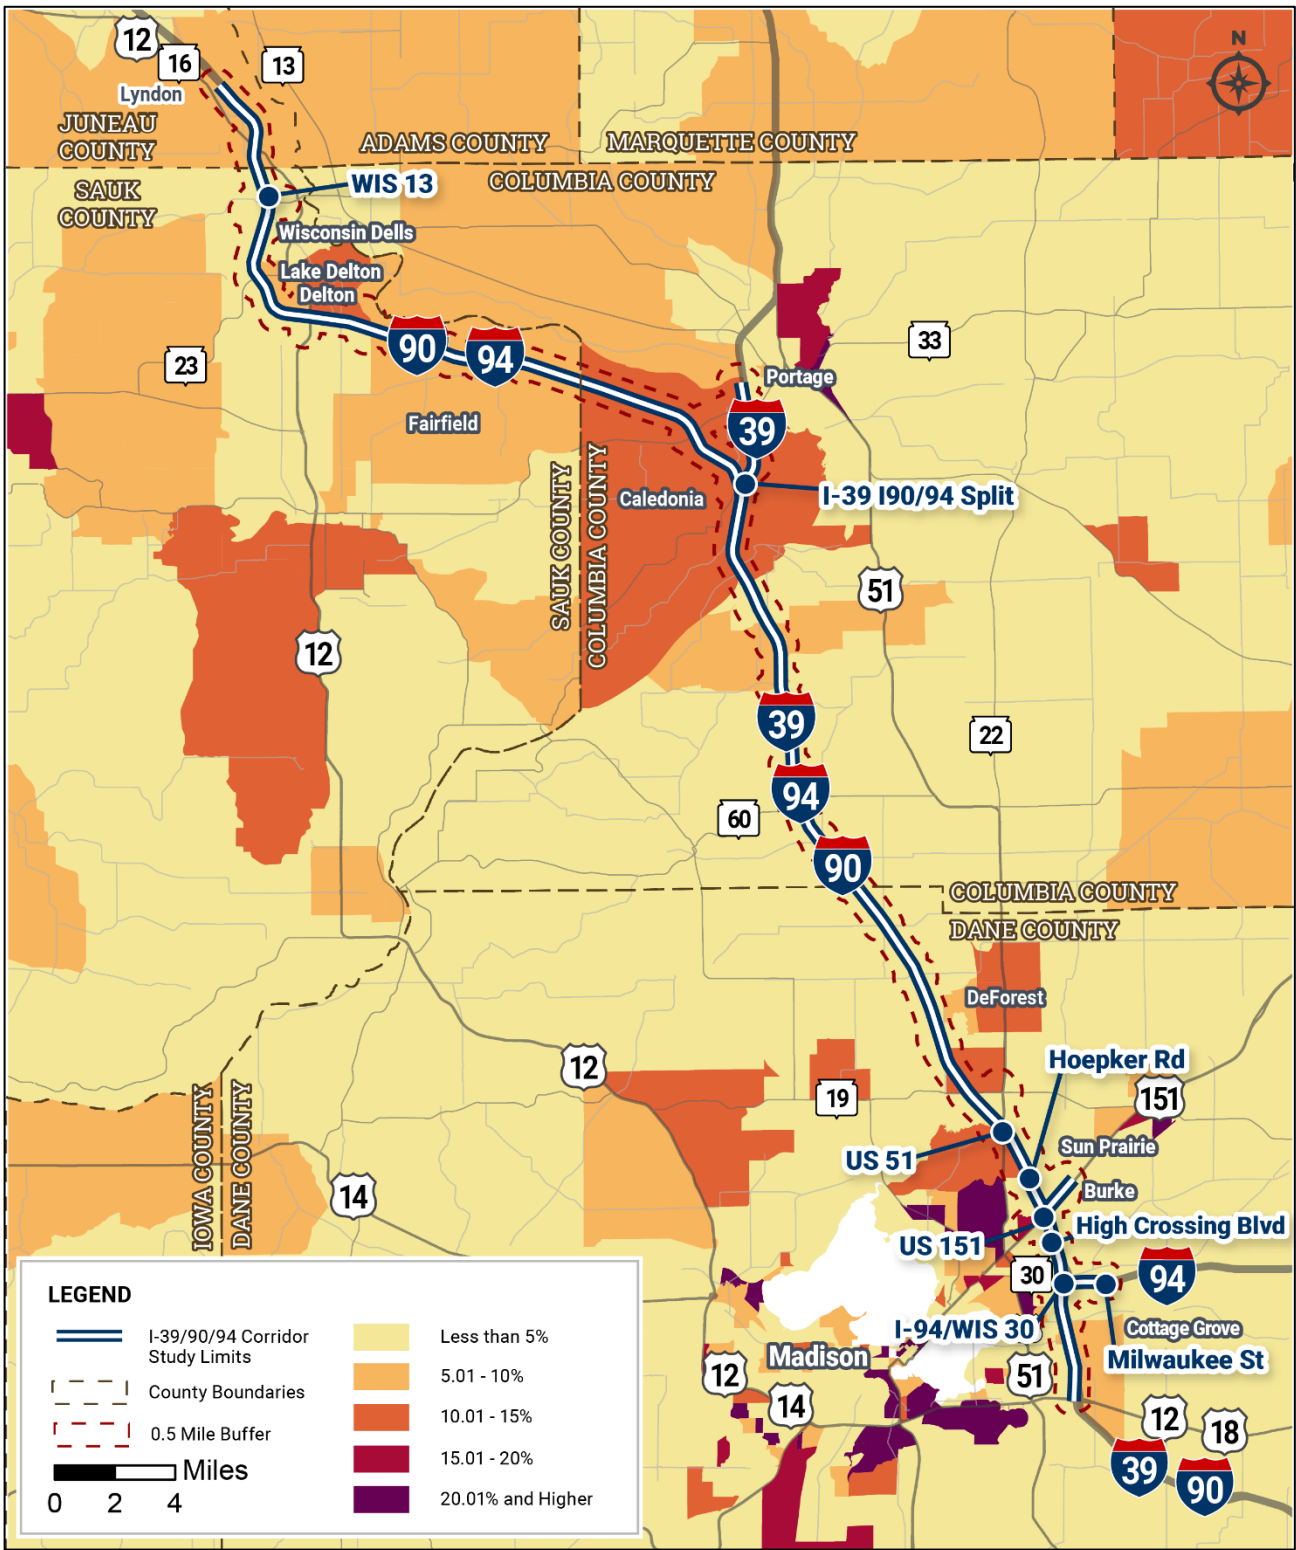 12
16
13
N
Lyndon
JUNEAU
COUNTY
ADAMS COUNTY
MARQUETTE COUNTY
SAUK
COUNTY
WIS 13
COLUMBIA COUNTY
Wisconsin Dells
Lake Delton
Delton
90
94
33
23
Portage
39
Fairfield
Caledonia
I-39 I90/94 Split
SAUK COUNTY
COLUMBIA COUNTY
51
12
39
22
94
60
90
COLUMBIA COUNTY
DANE COUNTY
DeForest
Hoepker Rd
12
19
151
IOWA COUNTY
DANE COUNTY
Sun Prairie
US 51
14
Burke
High Crossing Blvd
US 151
30
94
I-94/WIS 30
Cottage Grove
Madison
Milwaukee St
12
51
14
12
18
39
90
LEGEND
I-39/90/94 Corridor
Study Limits
County Boundaries
0.5 Mile Buffer
Miles
0 2 4
Less than 5%
5.01 - 10%
10.01 - 15%
15.01 - 20%
20.01% and Higher